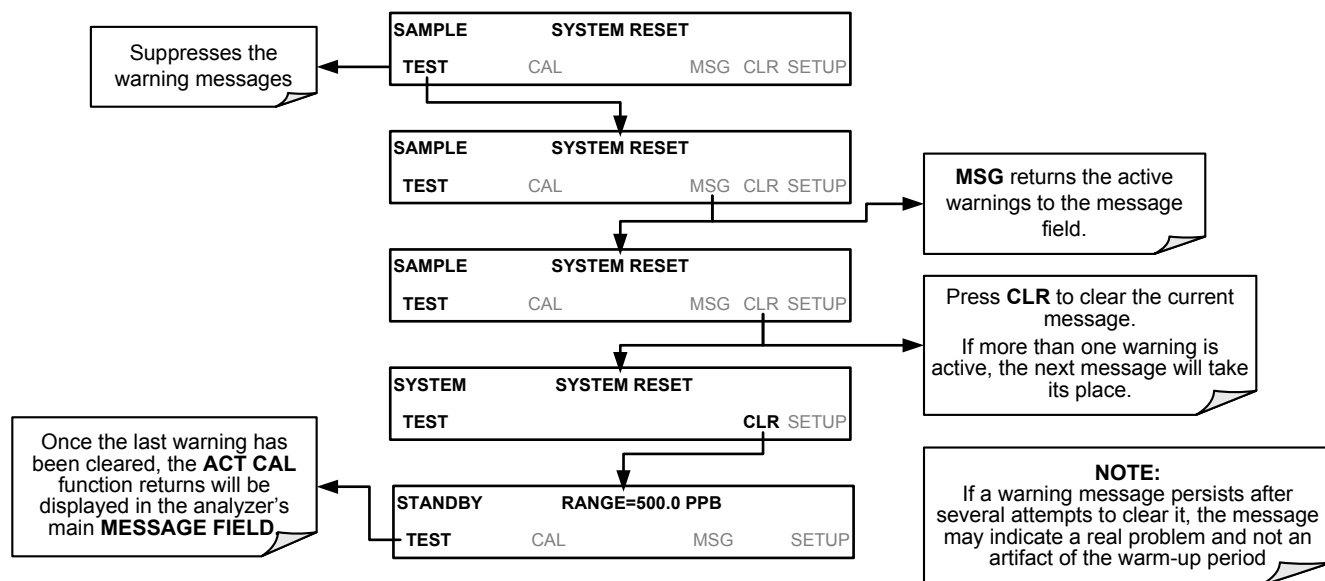 SAMPLE SYSTEM RESET
TEST CAL MSG CLR SETUP
Suppresses the
warning messages
SAMPLE SYSTEM RESET
TEST CAL MSG CLR SETUP
MSG returns the active
warnings to the message
field.
SAMPLE SYSTEM RESET
TEST CAL MSG CLR SETUP
Press CLR to clear the current
message.
If more than one warning is
active, the next message will take
its place.
SYSTEM SYSTEM RESET
TEST CLR SETUP
Once the last warning has
been cleared, the ACT CAL
function returns will be
displayed in the analyzer’s
main MESSAGE FIELD
STANDBY RANGE=500.0 PPB
TEST CAL MSG SETUP
NOTE:
If a warning message persists after
several attempts to clear it, the message
may indicate a real problem and not an
artifact of the warm-up period